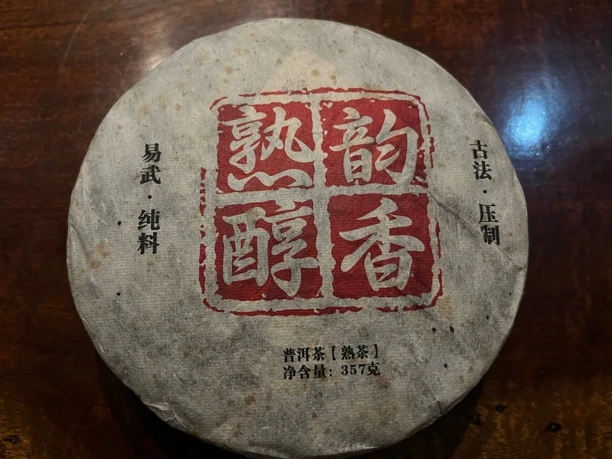 韵香
熟醇
易武·纯料
古法·压制
普洱茶【熟茶】
净含量：357克